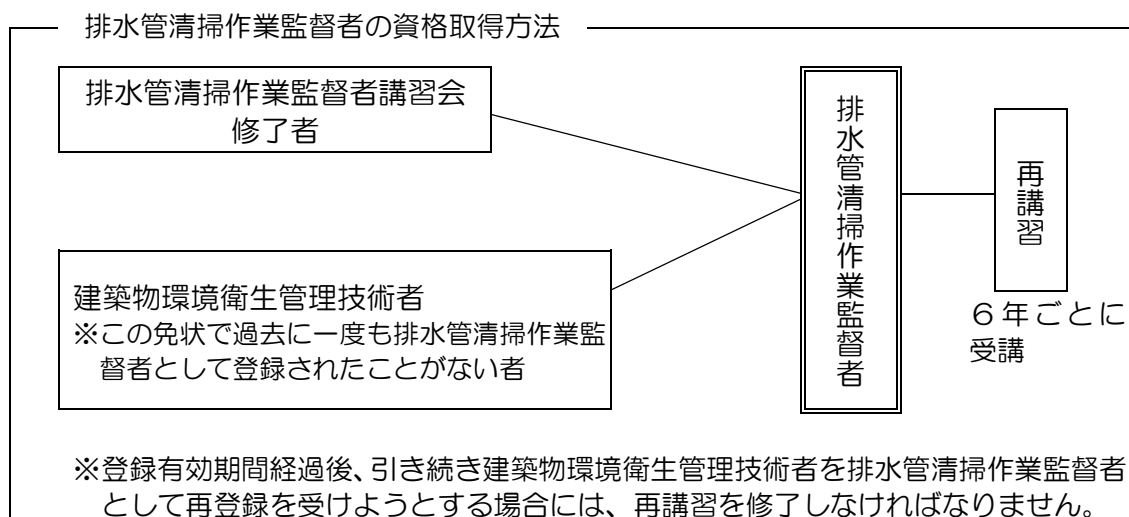 排水管清掃作業監督者の資格取得方法
排水管清掃作業監督者講習会
修了者
建築物環境衛生管理技術者
※この免状で過去に一度も排水管清掃作業監
督者として登録されたことがない者
排水管清掃作業監督者
再講習
6年ごとに
受講
※登録有効期間経過後、引き続き建築物環境衛生管理技術者を排水管清掃作業監督者
として再登録を受けようとする場合には、再講習を修了しなければなりません。